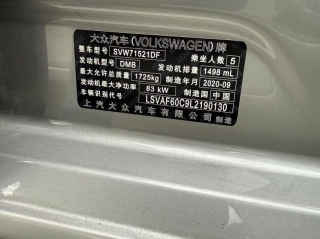 大众汽车(VOLKSWAGEN)牌
整车型号 SVW71521DF 乘坐人数 5
发动机型号 DMB 发动机排量 1498 mL
最大允许总质量 1725kg 制造年月 2020-09
发动机最大净功率 83 kW 制造国 中国
车辆识别代号 LSVAF60C9L2190130
上汽大众汽车有限公司